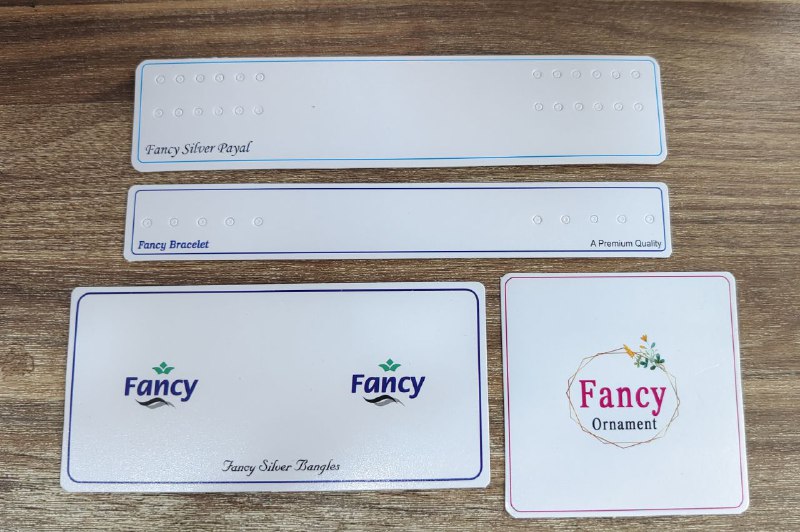 Fancy Silver Payal
Fancy Bracelet
A Premium Quality
Fancy
Fancy
Fancy Silver Bangles
Fancy
Ornament